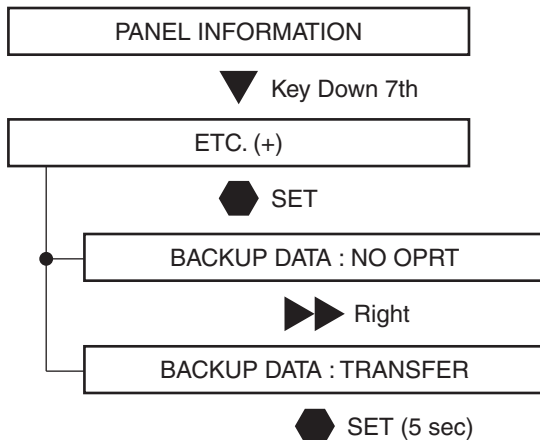 PANEL INFORMATION
Key Down 7th
ETC. (+)
SET
BACKUP DATA : NO OPRT
Right
BACKUP DATA : TRANSFER
SET (5 sec)